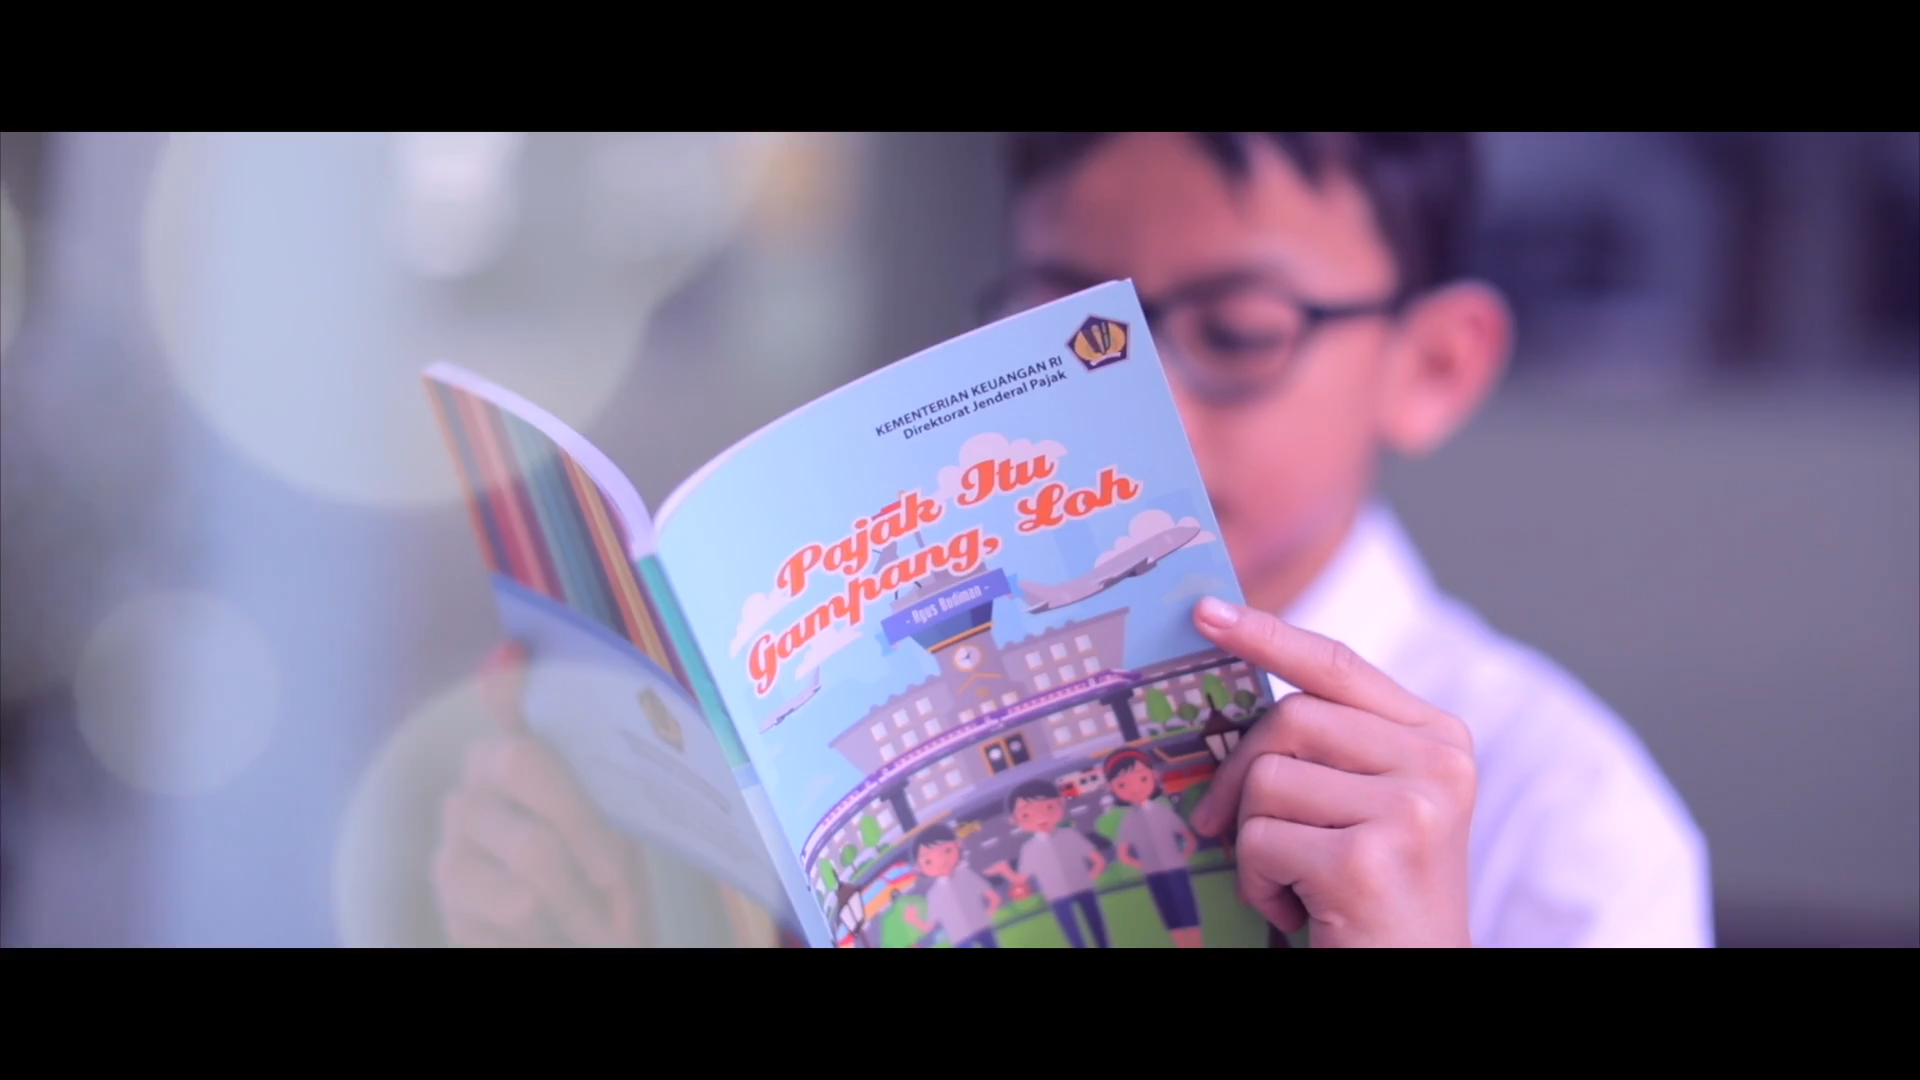 KEMENTERIAN KEUANGAN RI
Direktorat Jenderal Pajak
Pajak Itu
Gampang, Loh
- Agus Budiman -